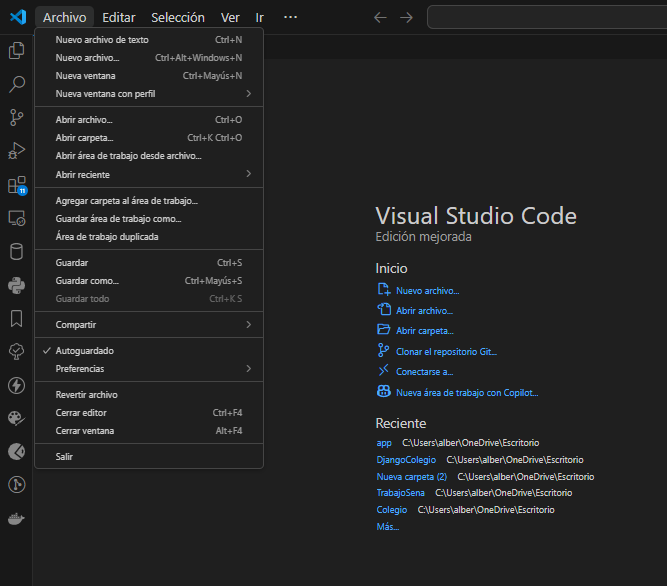 Archivo Editar Selección Ver Ir ...
Nuevo archivo de texto Ctrl+N
Nuevo archivo... Ctrl+Alt+Windows+N
Nueva ventana Ctrl+Mayús+N
Nueva ventana con perfil
Abrir archivo... Ctrl+O
Abrir carpeta... Ctrl+K Ctrl+O
Abrir área de trabajo desde archivo...
Abrir reciente
Agregar carpeta al área de trabajo...
Guardar área de trabajo como...
Área de trabajo duplicada
Guardar Ctrl+S
Guardar como... Ctrl+Mayús+S
Guardar todo Ctrl+K S
Compartir
Autoguardado
Preferencias
Revertir archivo
Cerrar editor Ctrl+F4
Cerrar ventana Alt+F4
Salir
11
Visual Studio Code
Edición mejorada
Inicio
Nuevo archivo...
Abrir archivo...
Abrir carpeta...
Clonar el repositorio Git...
Conectarse a...
Nueva área de trabajo con Copilot...
Reciente
app C:\Users\alber\OneDrive\Escritorio
DjangoColegio C:\Users\alber\OneDrive\Escritorio
Nueva carpeta (2) C:\Users\alber\OneDrive\Escritorio
TrabajoSena C:\Users\alber\OneDrive\Escritorio
Colegio C:\Users\alber\OneDrive\Escritorio
Más...